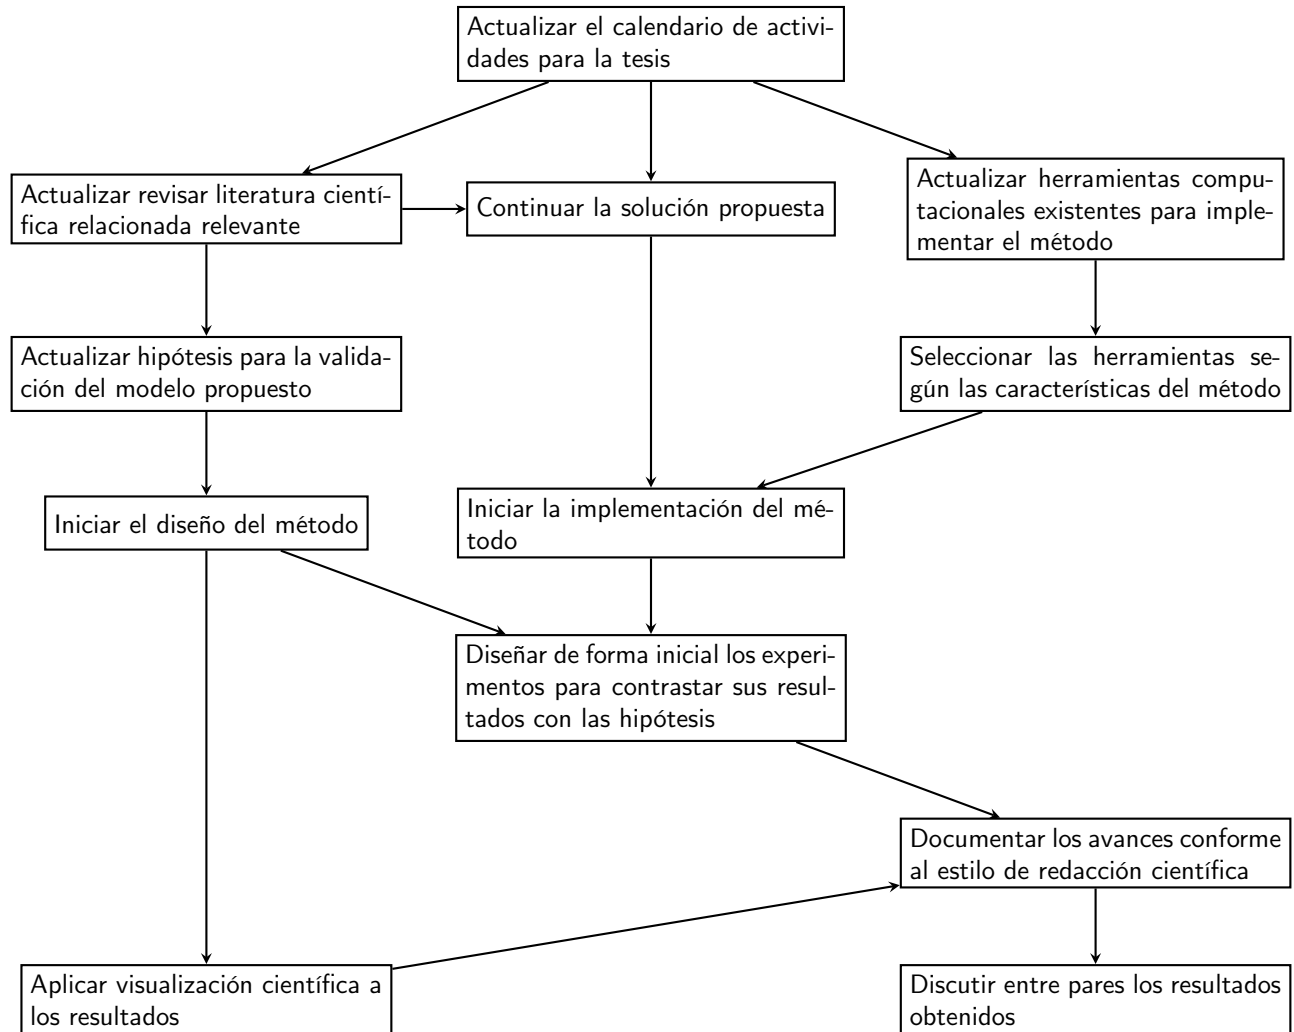 Actualizar el calendario de activi-
dades para la tesis
Actualizar revisar literatura cientí-
fica relacionada relevante
Continuar la solución propuesta
Actualizar herramientas compu-
tacionales existentes para imple-
mentar el método
Actualizar hipótesis para la valida-
ción del modelo propuesto
Seleccionar las herramientas se-
gún las características del método
Iniciar el diseño del método
Iniciar la implementación del mé-
todo
Diseñar de forma inicial los experi-
mentos para contrastar sus resul-
tados con las hipótesis
Documentar los avances conforme
al estilo de redacción científica
Aplicar visualización científica a
los resultados
Discutir entre pares los resultados
obtenidos